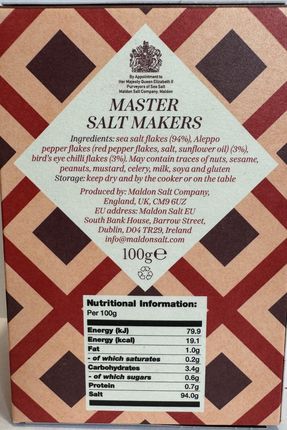 By Appointment to
Her Majesty Queen Elizabeth II
Purveyors of Sea Salt
Maldon Salt Company, Maldon
MASTER
SALT MAKERS
Ingredients: sea salt flakes (94%), Aleppo
pepper flakes (red pepper flakes, salt, sunflower oil) (3%),
bird's eye chilli flakes (3%). May contain traces of nuts, sesame,
peanuts, mustard, celery, milk, soya and gluten
Storage: keep dry and by the cooker or on the table
Produced by: Maldon Salt Company,
England, UK, CM9 6UZ
EU address: Maldon Salt EU
South Bank House, Barrow Street,
Dublin, D04 TR29, Ireland
info@maldonsalt.com
100g℮
Nutritional Information:
Per 100g
Energy (kJ) 79.9
Energy (kcal) 19.1
Fat 1.0g
- of which saturates 0.2g
Carbohydrates 3.4g
- of which sugars 0.6g
Protein 0.7g
Salt 94.0g